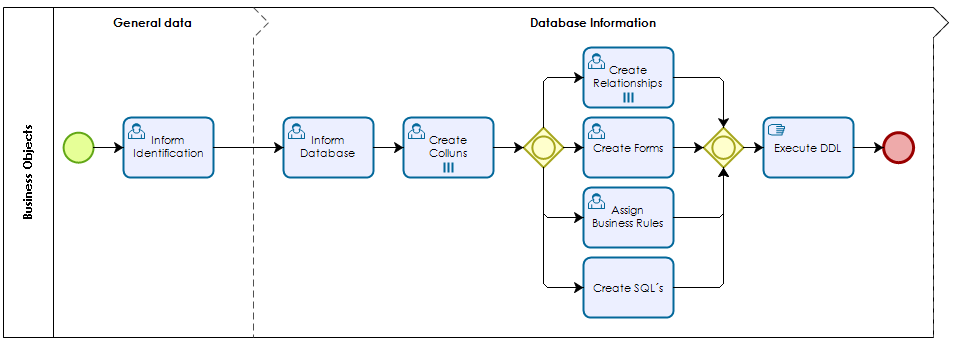 General data
Database Information
Business Objects
Inform
Identification
Inform
Database
Create
Colluns
Create
Relationships
Create Forms
Assign
Business Rules
Create SQL´s
Execute DDL